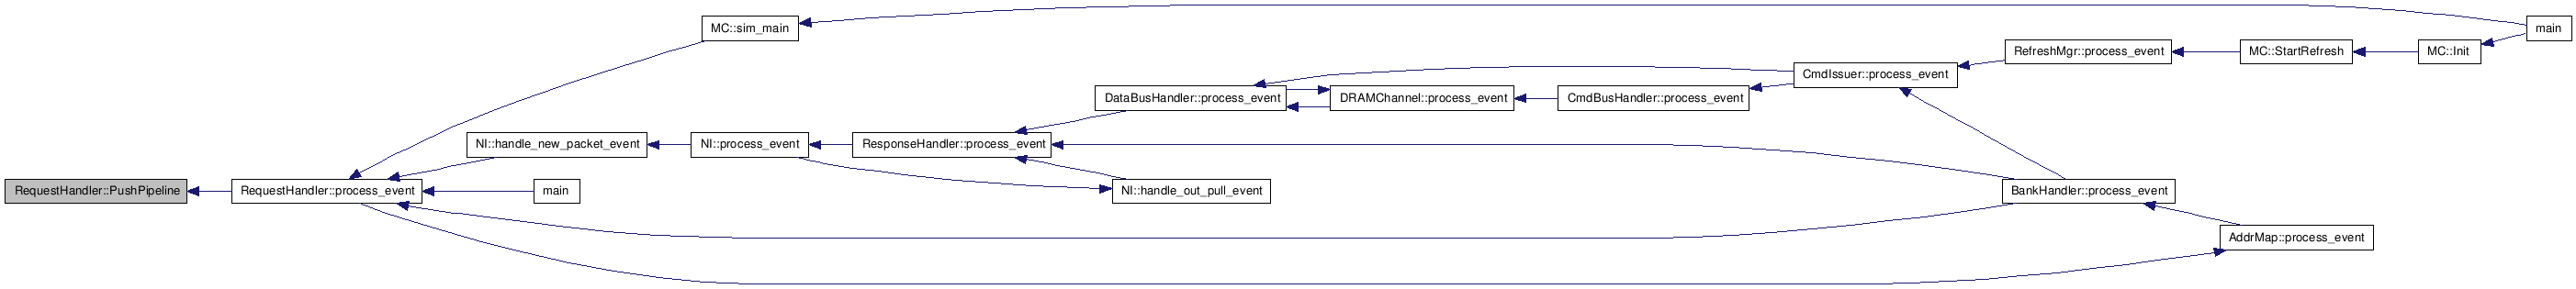 MC::sim_main
main
RefreshMgr::process_event
MC::StartRefresh
MC::Init
CmdIssuer::process_event
DataBusHandler::process_event
DRAMChannel::process_event
CmdBusHandler::process_event
NI::handle_new_packet_event
NI::process_event
ResponseHandler::process_event
RequestHandler::PushPipeline
RequestHandler::process_event
main
NI::handle_out_pull_event
BankHandler::process_event
AddrMap::process_event